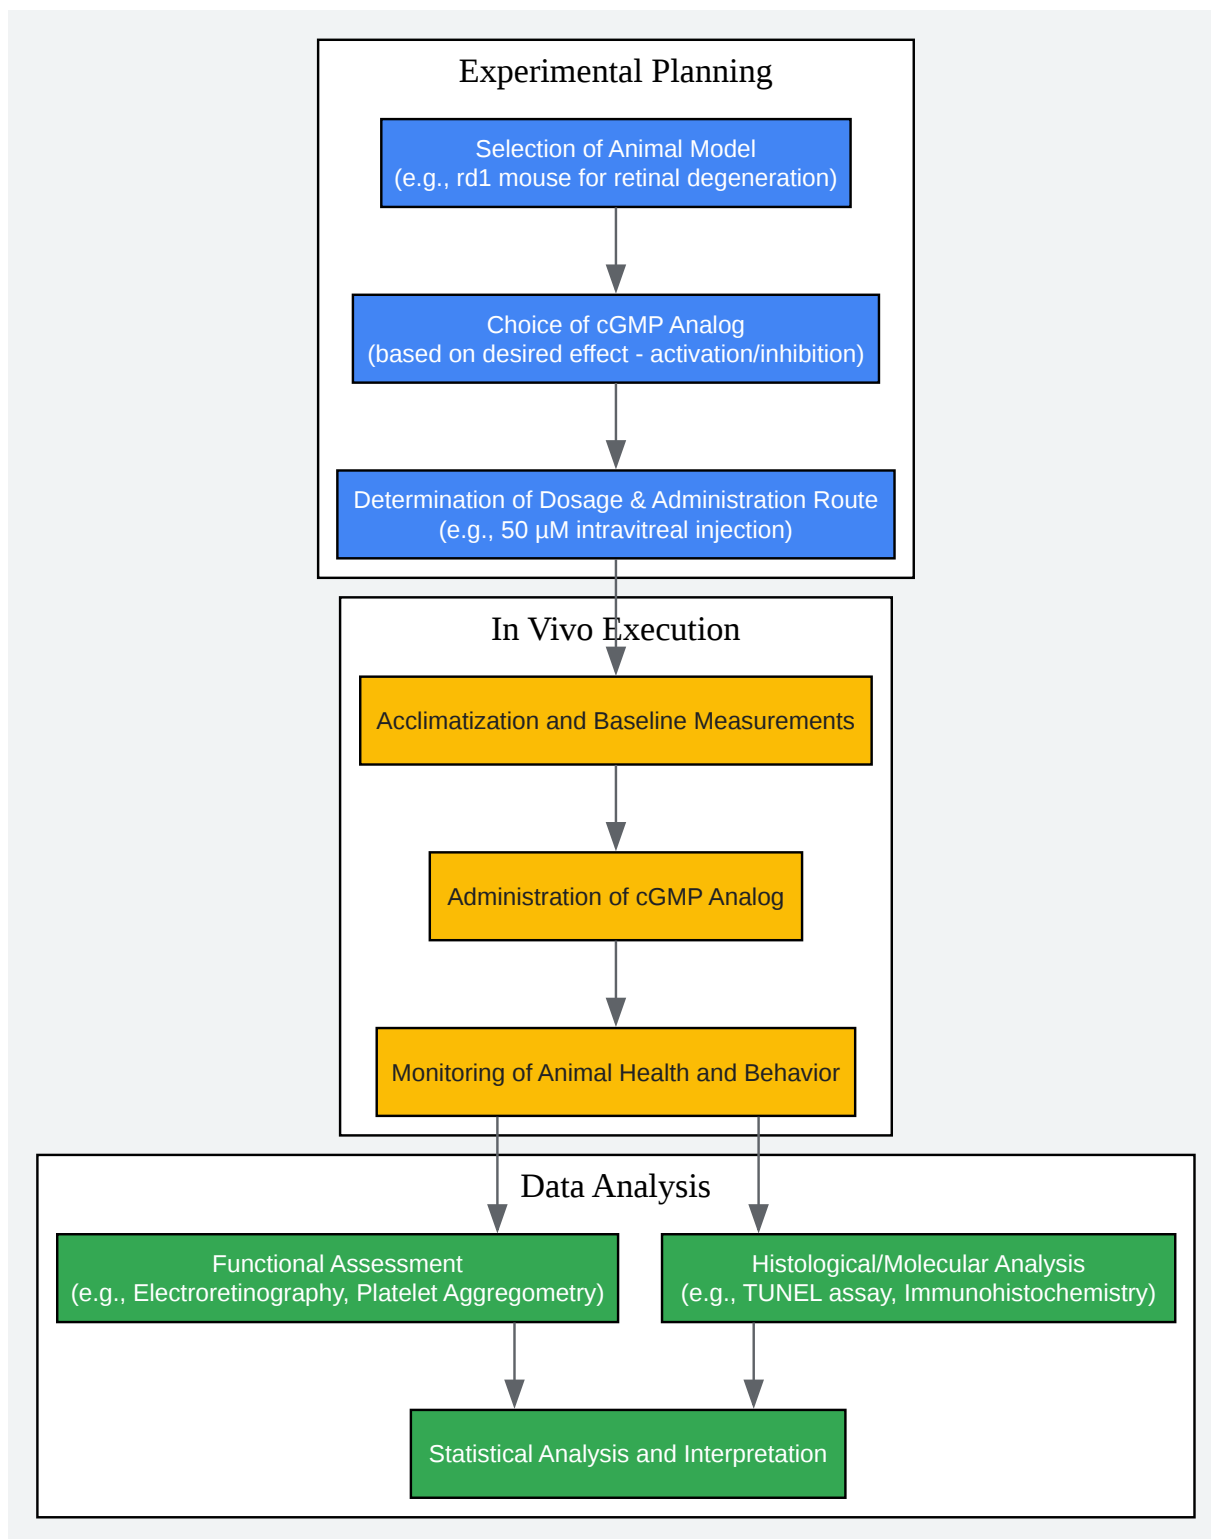 Experimental Planning
Selection of Animal Model
(e.g., rd1 mouse for retinal degeneration)
Choice of cGMP Analog
(based on desired effect - activation/inhibition)
Determination of Dosage & Administration Route
(e.g., 50 µM intravitreal injection)
In Vivo Execution
Acclimatization and Baseline Measurements
Administration of cGMP Analog
Monitoring of Animal Health and Behavior
Data Analysis
Functional Assessment
(e.g., Electroretinography, Platelet Aggregometry)
Histological/Molecular Analysis
(e.g., TUNEL assay, Immunohistochemistry)
Statistical Analysis and Interpretation